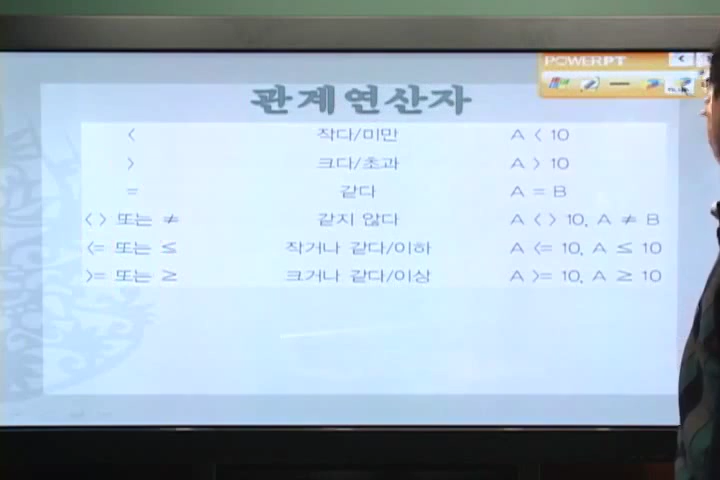 POWERPT
관계연산자
< 작다/미만 A < 10
> 크다/초과 A > 10
= 같다 A = B
< > 또는 ≠ 같지 않다 A < > 10, A ≠ B
<= 또는 ≤ 작거나 같다/이하 A <= 10, A ≤ 10
>= 또는 ≥ 크거나 같다/이상 A >= 10, A ≥ 10